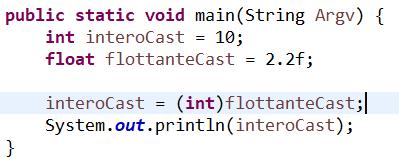 public static void main(String Argv) {
    int interoCast = 10;
    float flottanteCast = 2.2f;
    interoCast = (int)flottanteCast;
    System.out.println(interoCast);
}